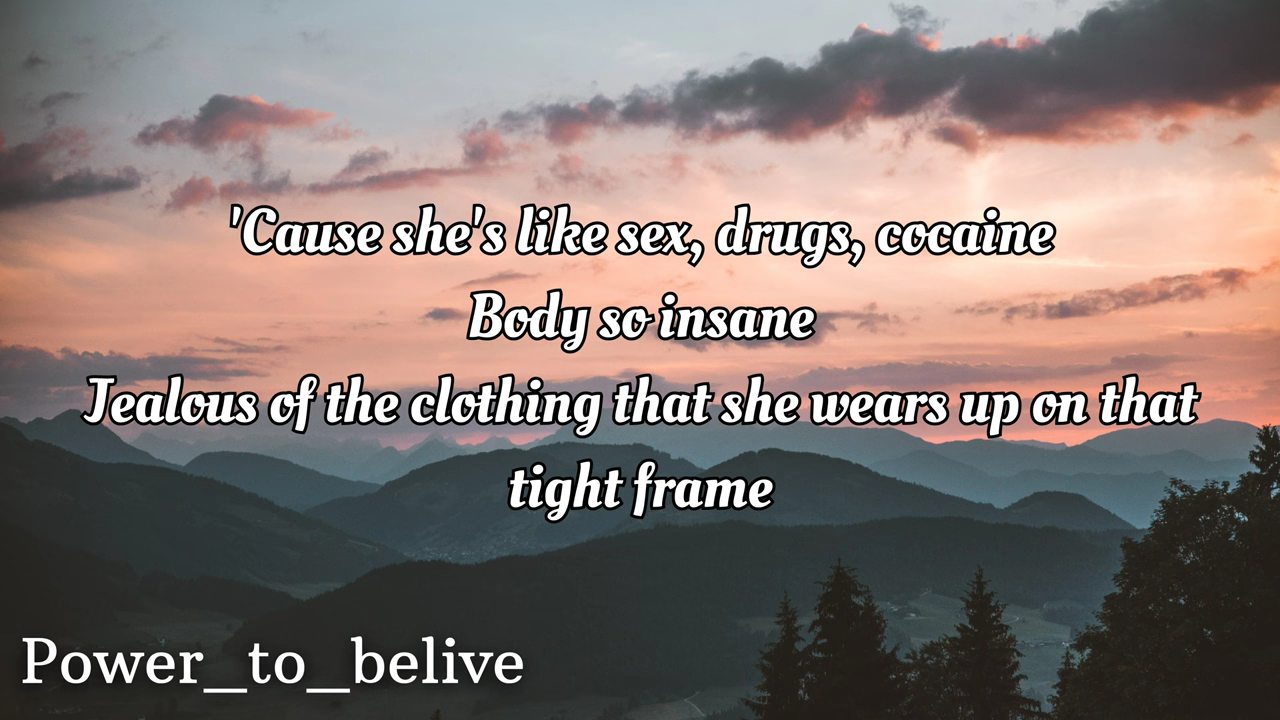 'Cause she's like sex, drugs, cocaine
Body so insane
Jealous of the clothing that she wears up on that
tight frame
Power_to_belive